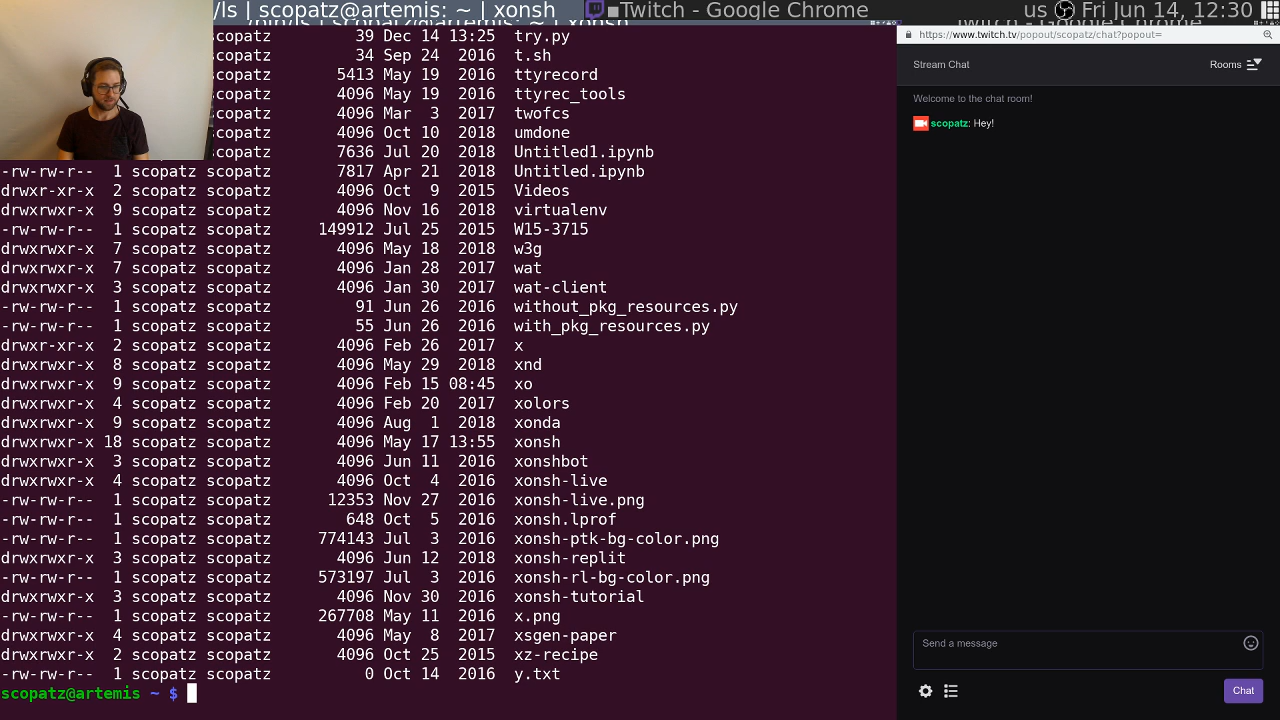 /ls | scopatz@artemis: ~ | xonsh
Twitch - Google Chrome
us Fri Jun 14, 12:30
39 Dec 14 13:25 try.py
34 Sep 24 2016 t.sh
5413 May 19 2016 ttyrecord
4096 May 19 2016 ttyrec_tools
4096 Mar 3 2017 twofcs
4096 Oct 10 2018 umdone
7636 Jul 20 2018 Untitled1.ipynb
-rw-rw-r-- 1 scopatz scopatz 7817 Apr 21 2018 Untitled.ipynb
drwxr-xr-x 2 scopatz scopatz 4096 Oct 9 2015 Videos
drwxrwxr-x 9 scopatz scopatz 4096 Nov 16 2018 virtualenv
-rw-rw-r-- 1 scopatz scopatz 149912 Jul 25 2015 W15-3715
drwxrwxr-x 7 scopatz scopatz 4096 May 18 2018 w3g
drwxrwxr-x 7 scopatz scopatz 4096 Jan 28 2017 wat
drwxrwxr-x 3 scopatz scopatz 4096 Jan 30 2017 wat-client
-rw-rw-r-- 1 scopatz scopatz 91 Jun 26 2016 without_pkg_resources.py
-rw-rw-r-- 1 scopatz scopatz 55 Jun 26 2016 with_pkg_resources.py
drwxr-xr-x 2 scopatz scopatz 4096 Feb 26 2017 x
drwxrwxr-x 8 scopatz scopatz 4096 May 29 2018 xnd
drwxrwxr-x 9 scopatz scopatz 4096 Feb 15 08:45 xo
drwxrwxr-x 4 scopatz scopatz 4096 Feb 20 2017 xolors
drwxrwxr-x 9 scopatz scopatz 4096 Aug 1 2018 xonda
drwxrwxr-x 18 scopatz scopatz 4096 May 17 13:55 xonsh
drwxrwxr-x 3 scopatz scopatz 4096 Jun 11 2016 xonshbot
drwxrwxr-x 4 scopatz scopatz 4096 Oct 4 2016 xonsh-live
-rw-rw-r-- 1 scopatz scopatz 12353 Nov 27 2016 xonsh-live.png
-rw-rw-r-- 1 scopatz scopatz 648 Oct 5 2016 xonsh.lprof
-rw-rw-r-- 1 scopatz scopatz 774143 Jul 3 2016 xonsh-ptk-bg-color.png
drwxrwxr-x 3 scopatz scopatz 4096 Jun 12 2018 xonsh-replit
-rw-rw-r-- 1 scopatz scopatz 573197 Jul 3 2016 xonsh-rl-bg-color.png
drwxrwxr-x 3 scopatz scopatz 4096 Nov 30 2016 xonsh-tutorial
-rw-rw-r-- 1 scopatz scopatz 267708 May 11 2016 x.png
drwxrwxr-x 4 scopatz scopatz 4096 May 8 2017 xsgen-paper
drwxrwxr-x 2 scopatz scopatz 4096 Oct 25 2015 xz-recipe
-rw-rw-r-- 1 scopatz scopatz 0 Oct 14 2016 y.txt
scopatz@artemis ~ $
https://www.twitch.tv/popout/scopatz/chat?popout=
Stream Chat
Rooms
Welcome to the chat room!
scopatz: Hey!
Send a message
Chat